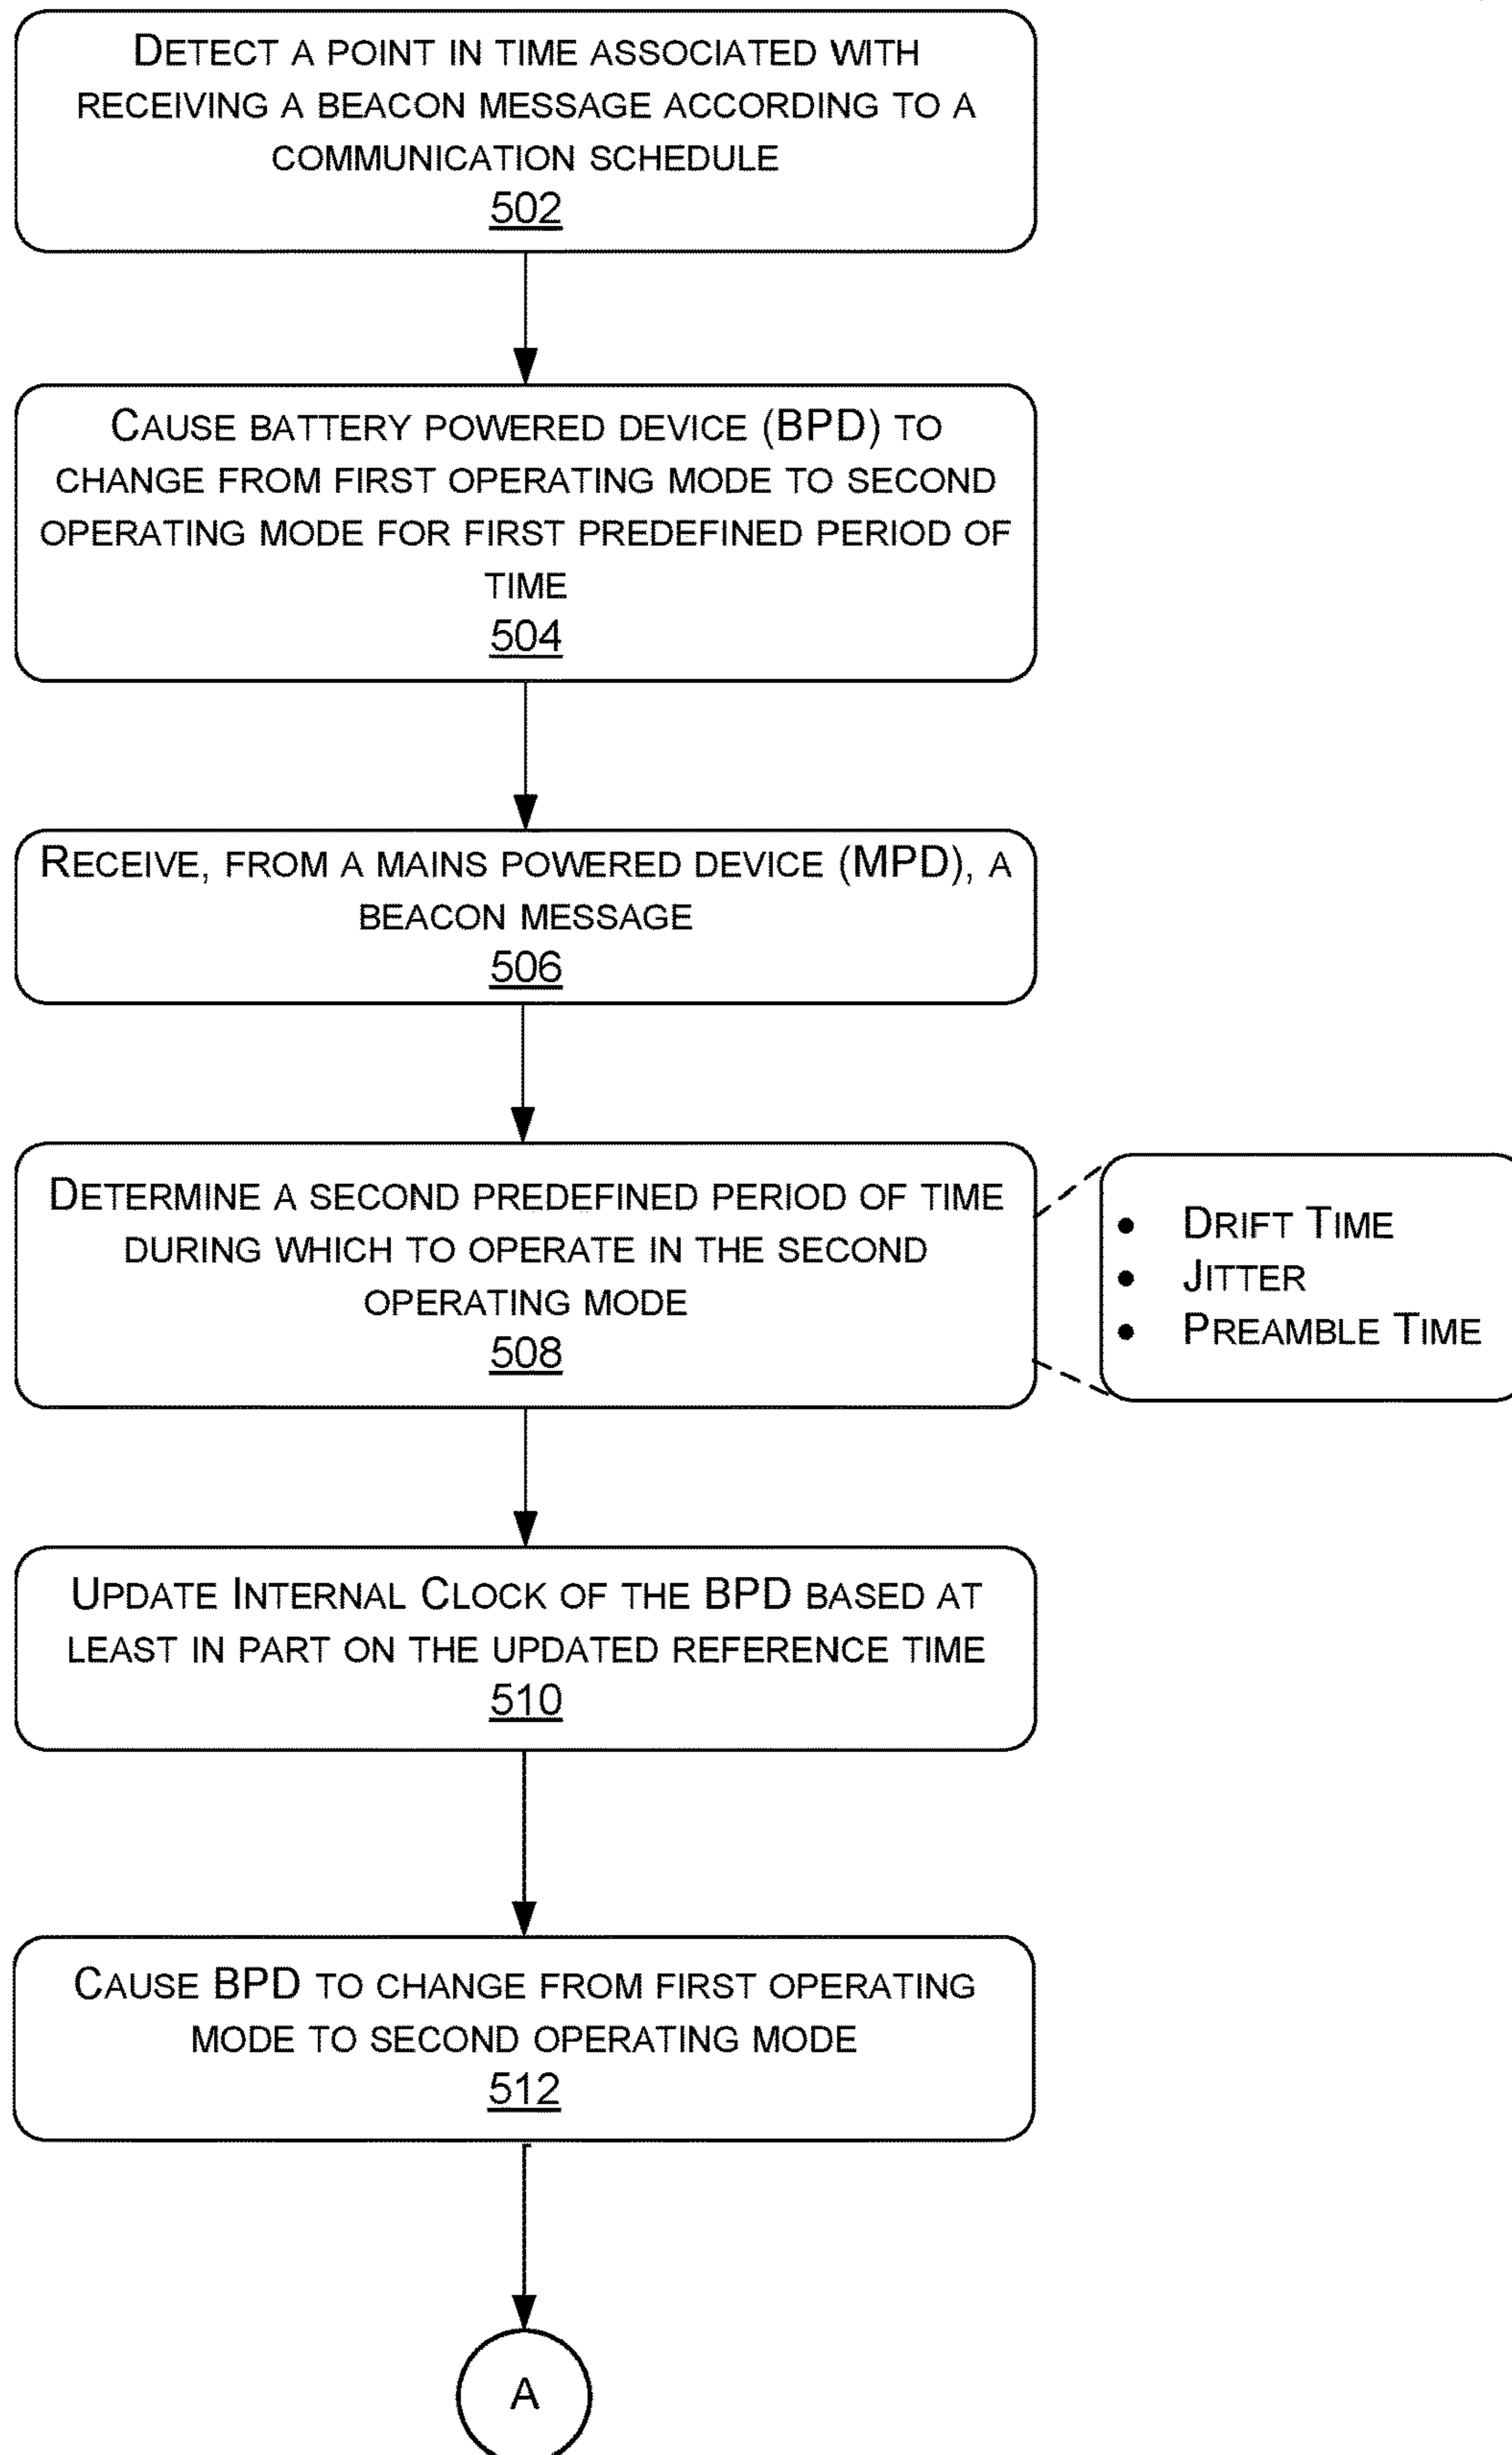 DETECT A POINT IN TIME ASSOCIATED WITH
RECEIVING A BEACON MESSAGE ACCORDING TO A
COMMUNICATION SCHEDULE
502
CAUSE BATTERY POWERED DEVICE (BPD) TO
CHANGE FROM FIRST OPERATING MODE TO SECOND
OPERATING MODE FOR FIRST PREDEFINED PERIOD OF
TIME
504
RECEIVE, FROM A MAINS POWERED DEVICE (MPD), A
BEACON MESSAGE
506
DETERMINE A SECOND PREDEFINED PERIOD OF TIME
DURING WHICH TO OPERATE IN THE SECOND
OPERATING MODE
508
• DRIFT TIME
• JITTER
• PREAMBLE TIME
UPDATE INTERNAL CLOCK OF THE BPD BASED AT
LEAST IN PART ON THE UPDATED REFERENCE TIME
510
CAUSE BPD TO CHANGE FROM FIRST OPERATING
MODE TO SECOND OPERATING MODE
512
A